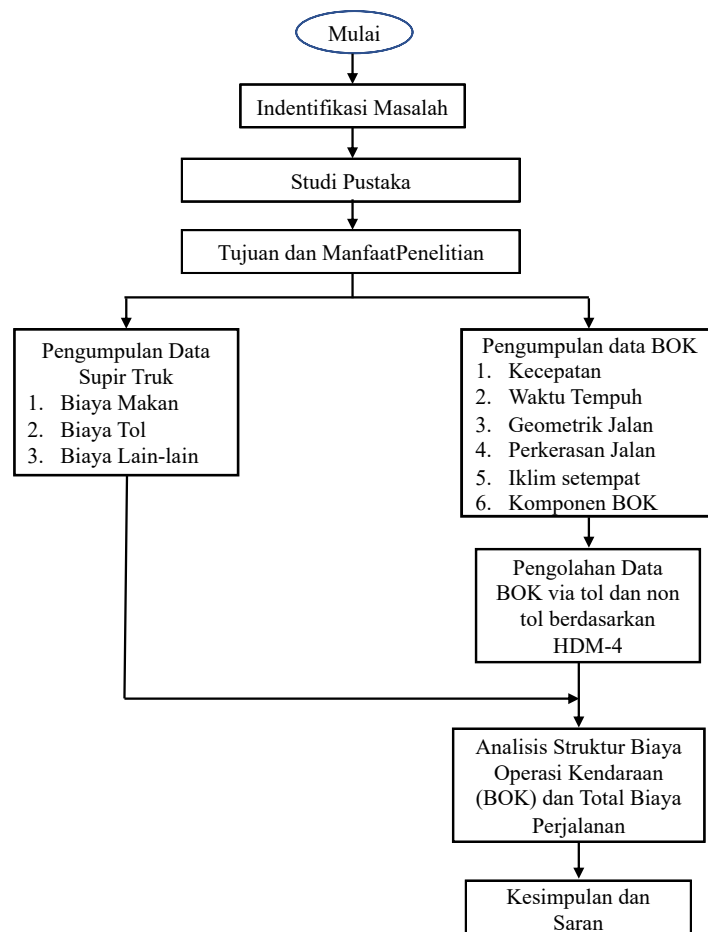 Mulai
Indentifikasi Masalah
Studi Pustaka
Tujuan dan ManfaatPenelitian
Pengumpulan Data
Supir Truk
1. Biaya Makan
2. Biaya Tol
3. Biaya Lain-lain
Pengumpulan data BOK
1. Kecepatan
2. Waktu Tempuh
3. Geometrik Jalan
4. Perkerasan Jalan
5. Iklim setempat
6. Komponen BOK
Pengolahan Data
BOK via tol dan non
tol berdasarkan
HDM-4
Analisis Struktur Biaya
Operasi Kendaraan
(BOK) dan Total Biaya
Perjalanan
Kesimpulan dan
Saran